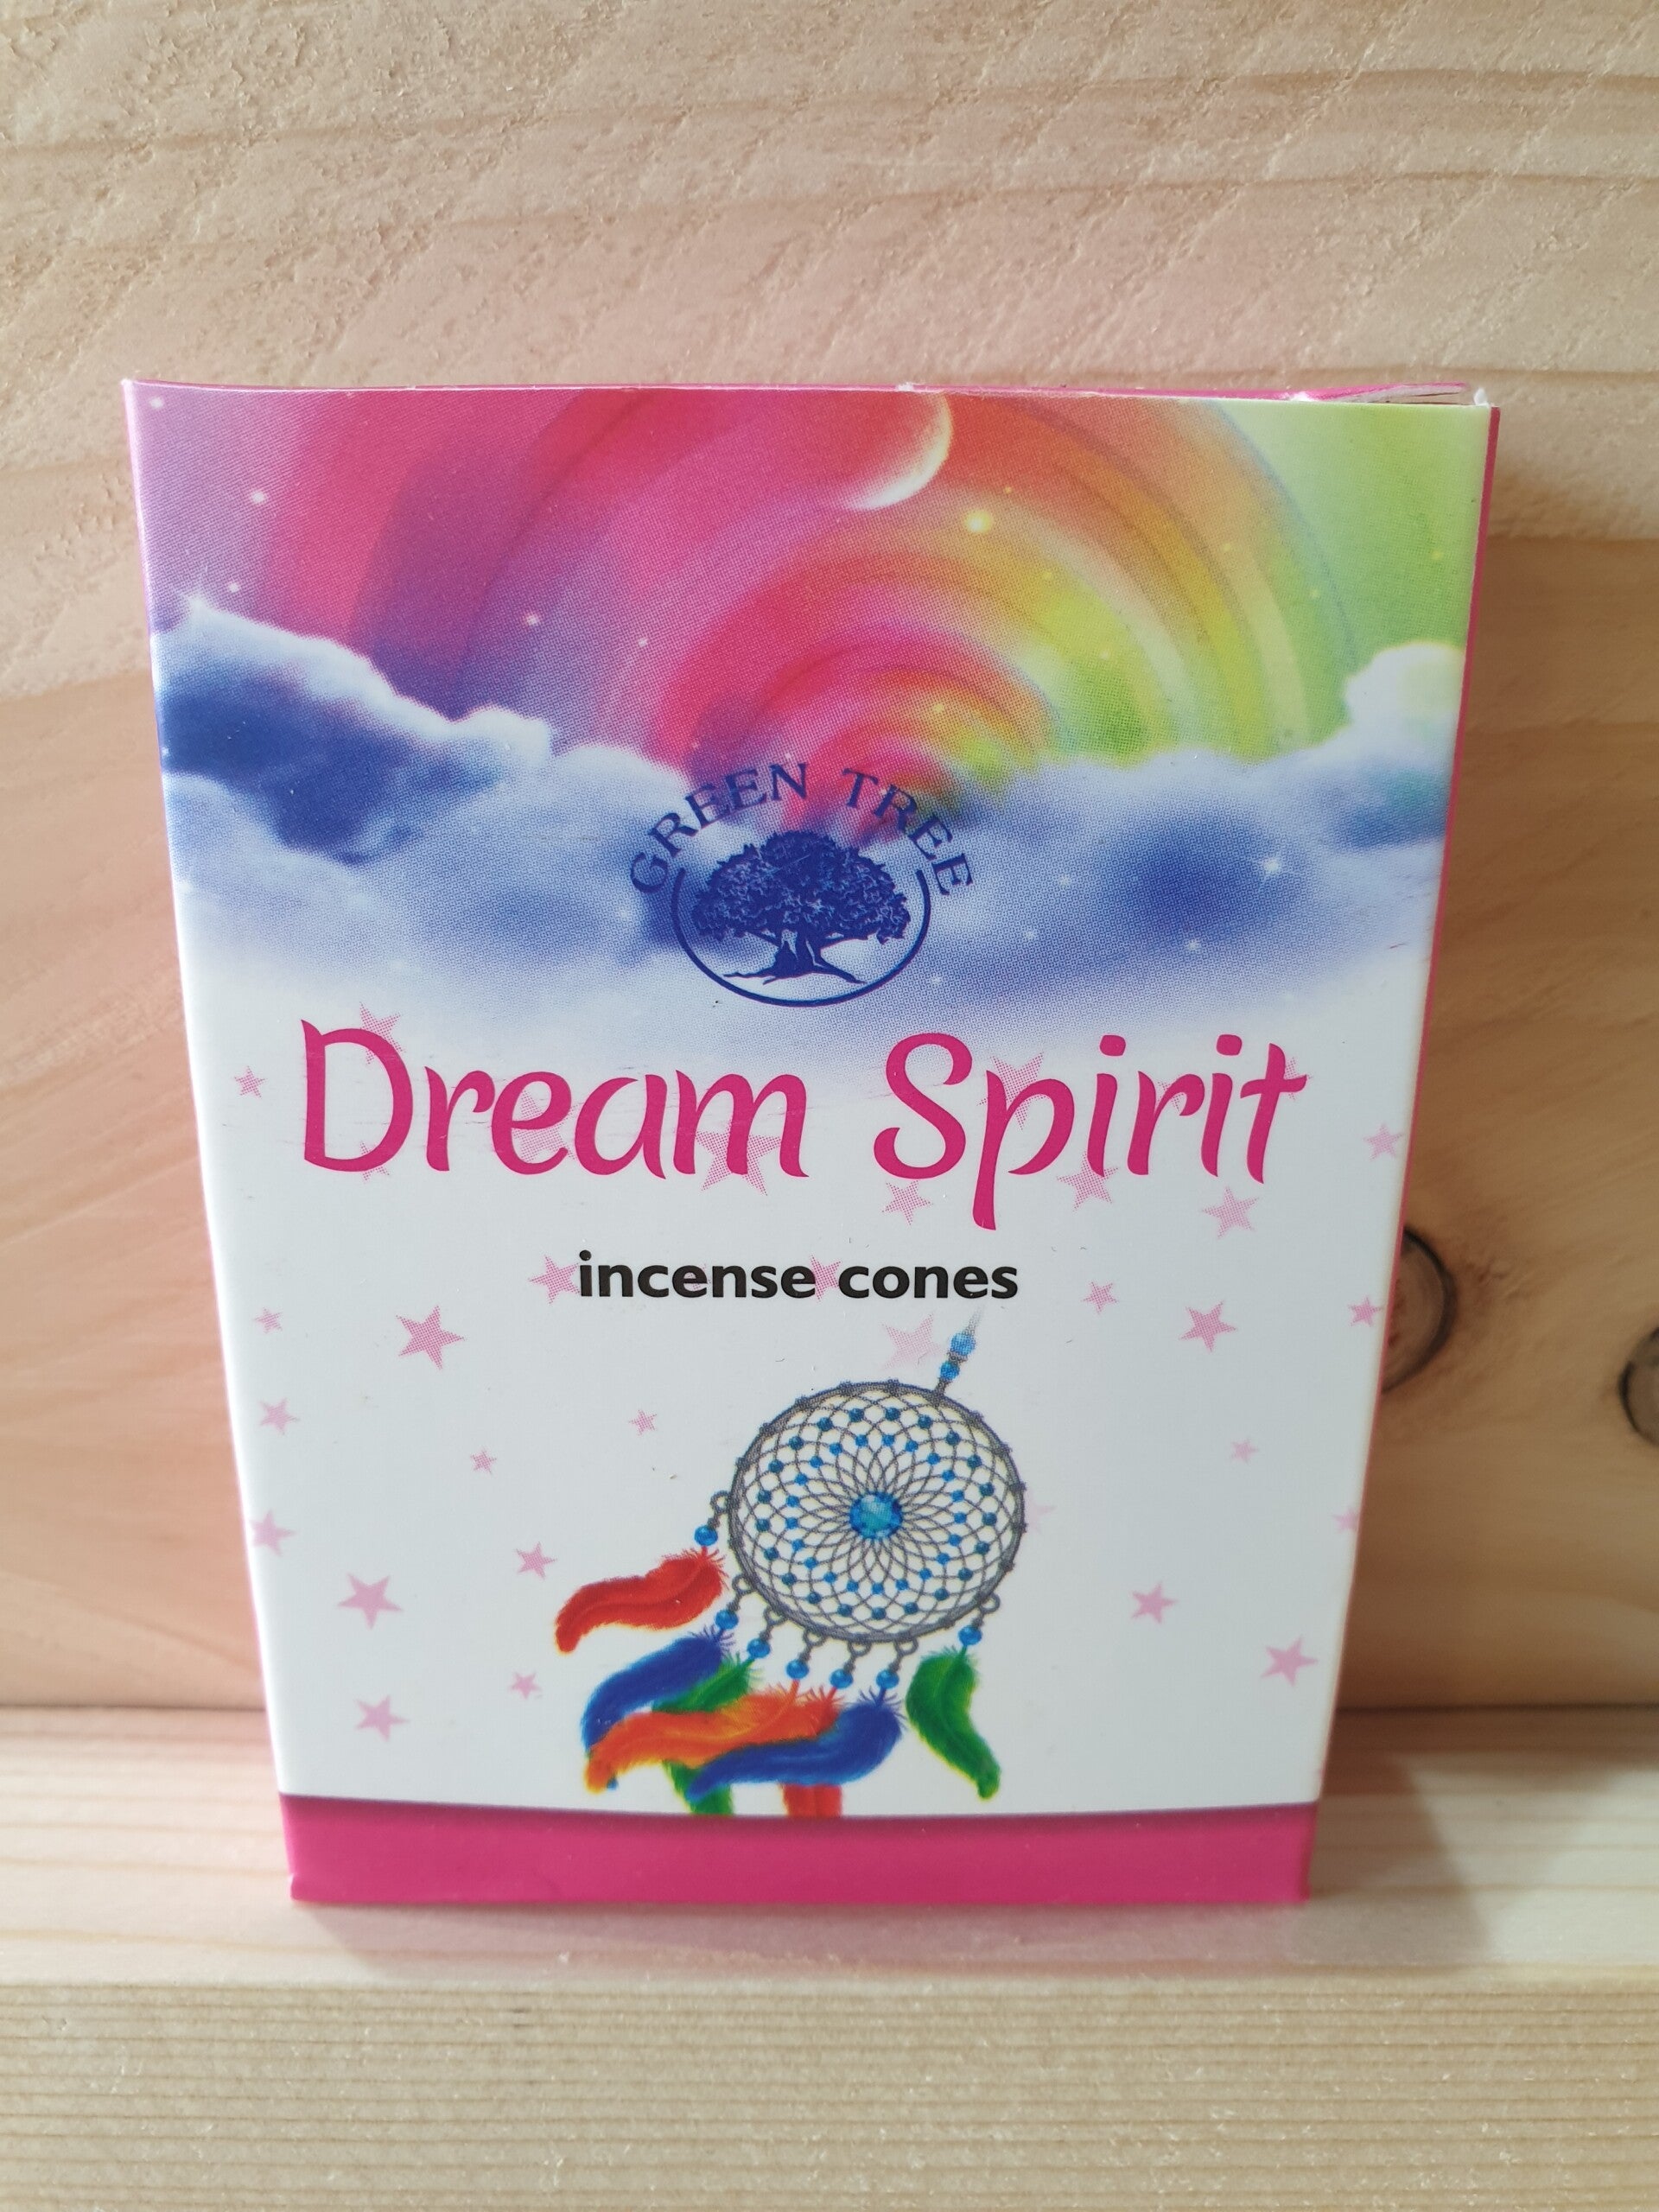 GREEN TREE
Dream Spirit
incense cones